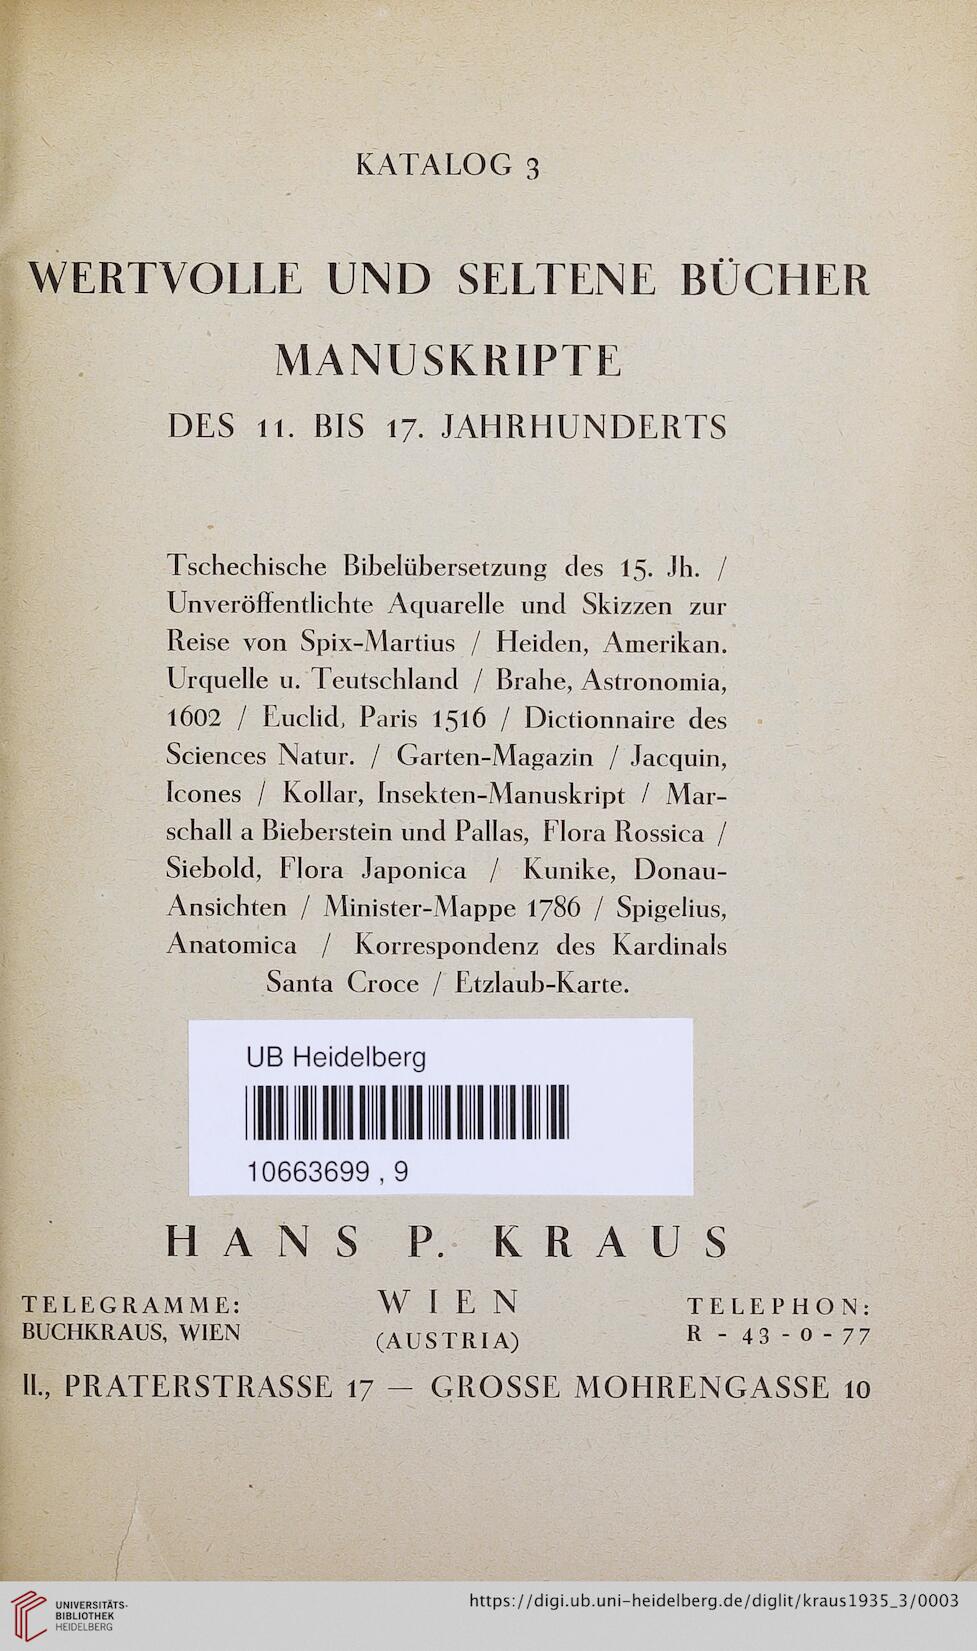 KATALOG 3
WERTVOLLE UND SELTENE BÜCHER
MANUSKRIPTE
DES 11. BIS 17. JAHRHUNDERTS
Tschechische Bibelübersetzung des 15. Jh. /
Unveröffentlichte Aquarelle und Skizzen zur
Reise von Spix-Martius / Heiden, Amerikan.
Urquelle u. Teutschland / Brahe, Astronomia,
1602 / Euclid, Paris 1516 / Dictionnaire des
Sciences Natur. / Garten-Magazin / Jacquin,
Icones / Kollar, Insekten-Manuskript / Mar-
schall a Bieberstein und Pallas, Flora Rossica /
Siebold, Flora Japonica / Kunike, Donau-
Ansichten / Minister-Mappe 1786 / Spigelius,
Anatomica / Korrespondenz des Kardinals
Santa Croce / Etzlaub-Karte.
UB Heidelberg
10663699 , 9
HANS P. KRAUS
TELEGRAMME:
BUCHKRAUS, WIEN
WIEN
(AUSTRIA)
TELEPHON:
R - 43 - 0 - 77
II., PRATERSTRASSE 17 — GROSSE MOHRENGASSE 10
UNIVERSITÄTS-
BIBLIOTHEK
HEIDELBERG
https://digi.ub.uni-heidelberg.de/diglit/kraus1935_3/0003